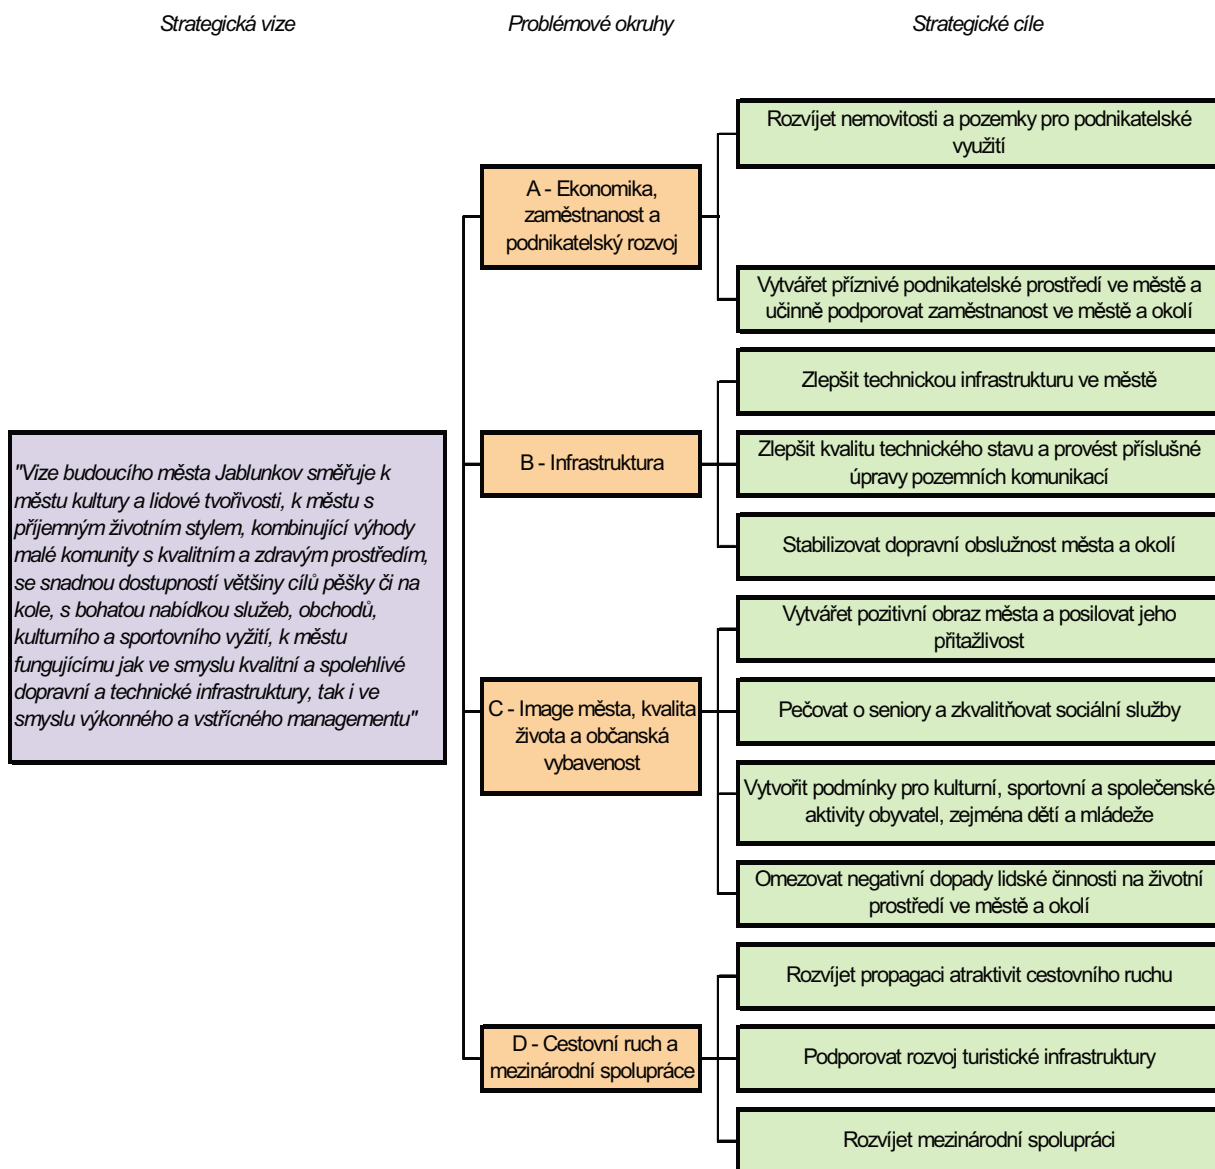 Strategická vize
Problémové okruhy
Strategické cíle
"Vize budoucího města Jablunkov směřuje k
městu kultury a lidové tvořivosti, k městu s
příjemným životním stylem, kombinující výhody
malé komunity s kvalitním a zdravým prostředím,
se snadnou dostupností většiny cílů pěšky či na
kole, s bohatou nabídkou služeb, obchodů,
kulturního a sportovního vyžití, k městu
fungujícímu jak ve smyslu kvalitní a spolehlivé
dopravní a technické infrastruktury, tak i ve
smyslu výkonného a vstřícného managementu"
A - Ekonomika,
zaměstnanost a
podnikatelský rozvoj
Rozvíjet nemovitosti a pozemky pro podnikatelské
využití
Vytvářet příznivé podnikatelské prostředí ve městě a
učinně podporovat zaměstnanost ve městě a okolí
B - Infrastruktura
Zlepšit technickou infrastrukturu ve městě
Zlepšit kvalitu technického stavu a provést příslušné
úpravy pozemních komunikací
Stabilizovat dopravní obslužnost města a okolí
C - Image města, kvalita
života a občanská
vybavenost
Vytvářet pozitivní obraz města a posilovat jeho
přitažlivost
Pečovat o seniory a zkvalitňovat sociální služby
Vytvořit podmínky pro kulturní, sportovní a společenské
aktivity obyvatel, zejména dětí a mládeže
Omezovat negativní dopady lidské činnosti na životní
prostředí ve městě a okolí
D - Cestovní ruch a
mezinárodní spolupráce
Rozvíjet propagaci atraktivit cestovního ruchu
Podporovat rozvoj turistické infrastruktury
Rozvíjet mezinárodní spolupráci